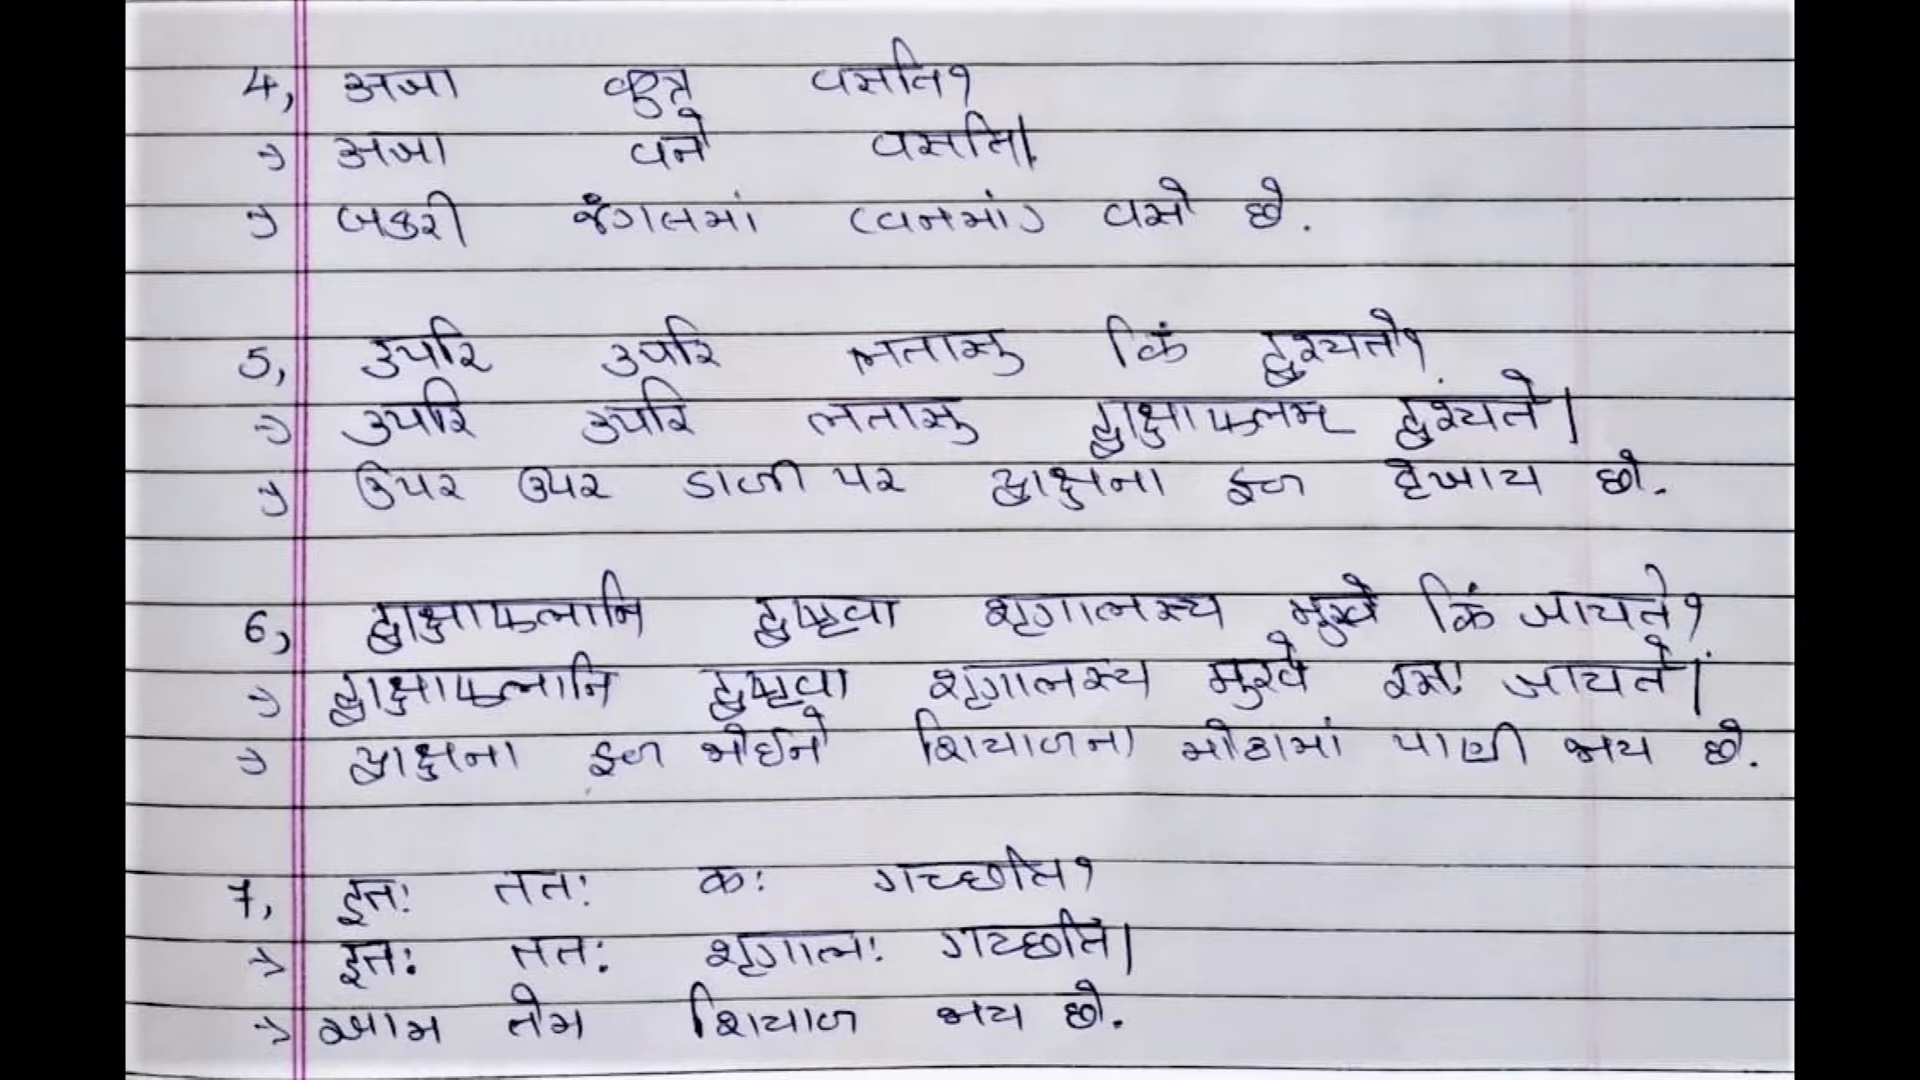 4, अजा कुत्र वसति?
→ अजा वने वसति।
→ બકરી જંગલમાં (વનમાં) વસે છે.
5, उपरि उपरि लतासु किं द्रुश्यते?
→ उपरि उपरि लतासु द्राक्षाफलम् द्रुश्यते।
→ ઉપર ઉપર ડાળી પર દ્રાક્ષના ફળ દેખાય છે.
6, द्राक्षाफलानि द्रुष्ट्वा शृगालस्य मुखे किं जायते?
→ द्राक्षाफलानि द्रुष्ट्वा शृगालस्य मुखे रसः जायते।
→ દ્રાક્ષના ફળ જોઈને શિયાળના મોઢામાં પાણી જાય છે.
7, इतः ततः कः गच्छति?
→ इतः ततः शृगालः गच्छति।
→ આમ તેમ શિયાળ જાય છે.